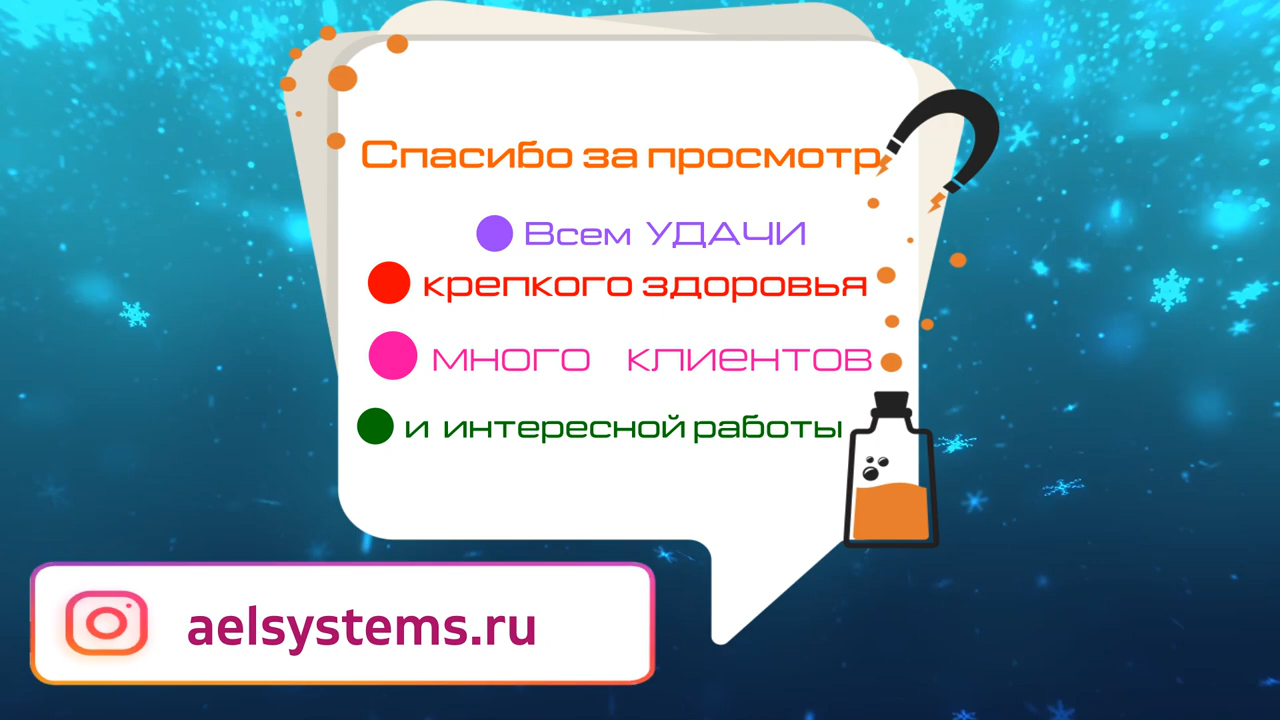 Спасибо за просмотр
Всем УДАЧИ
крепкого здоровья
много клиентов
и интересной работы
aelsystems.ru